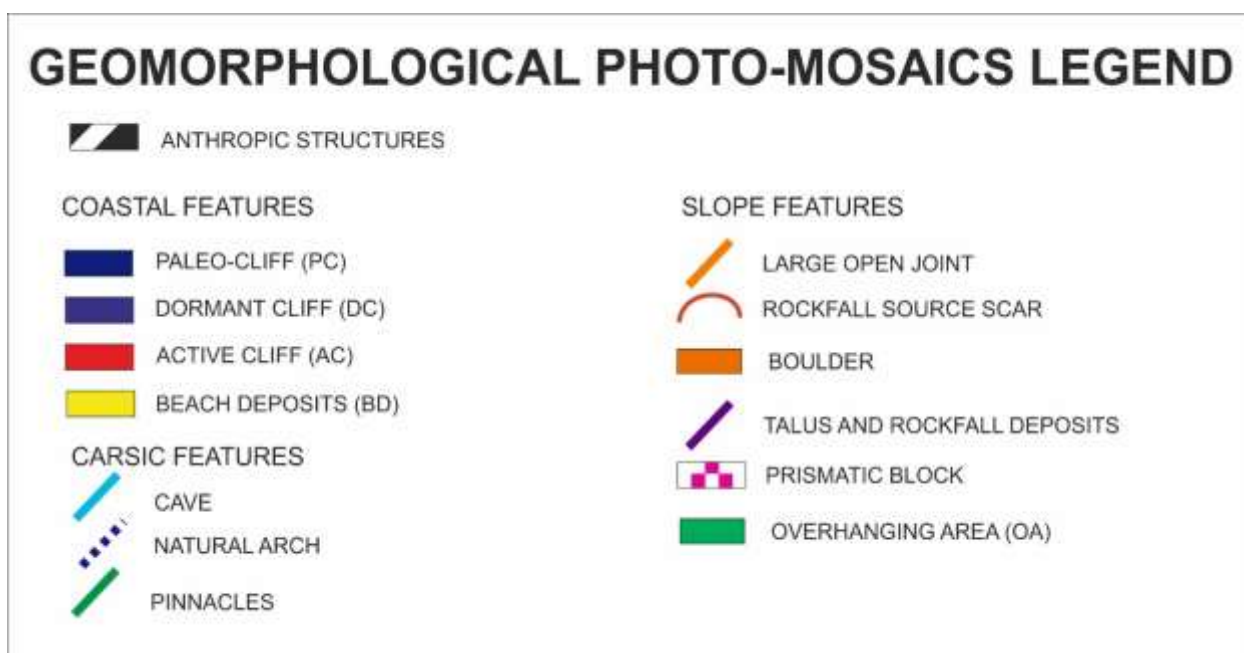 GEOMORPHOLOGICAL PHOTO-MOSAICS LEGEND
ANTHROPIC STRUCTURES
COASTAL FEATURES
PALEO-CLIFF (PC)
DORMANT CLIFF (DC)
ACTIVE CLIFF (AC)
BEACH DEPOSITS (BD)
CARSIC FEATURES
CAVE
NATURAL ARCH
PINNACLES
SLOPE FEATURES
LARGE OPEN JOINT
ROCKFALL SOURCE SCAR
BOULDER
TALUS AND ROCKFALL DEPOSITS
PRISMATIC BLOCK
OVERHANGING AREA (OA)